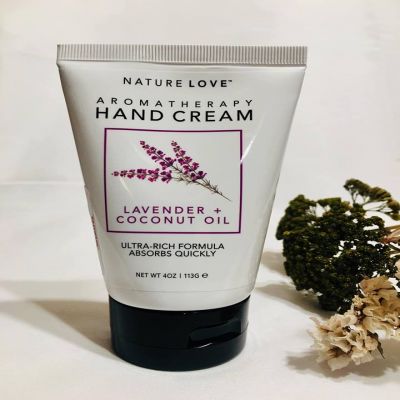 NATURE LOVE™
AROMATHERAPY
HAND CREAM
LAVENDER +
COCONUT OIL
ULTRA-RICH FORMULA
ABSORBS QUICKLY
NET WT 4OZ | 113G ℮